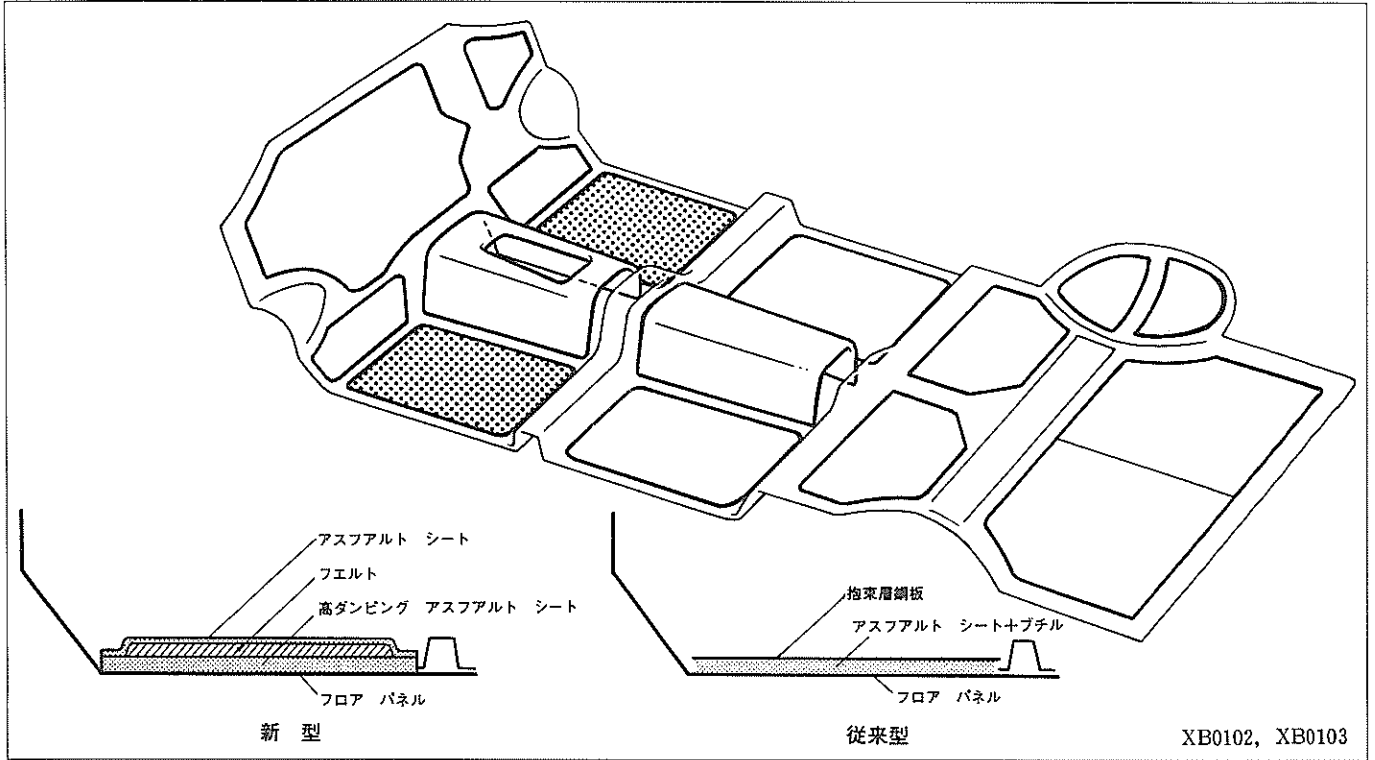 アスフアルト シート
フエルト
高ダンピング アスフアルト シート
フロア パネル
新 型
抱束層鋼板
アスフアルト シート＋ブチル
フロア パネル
従来型
XB0102, XB0103